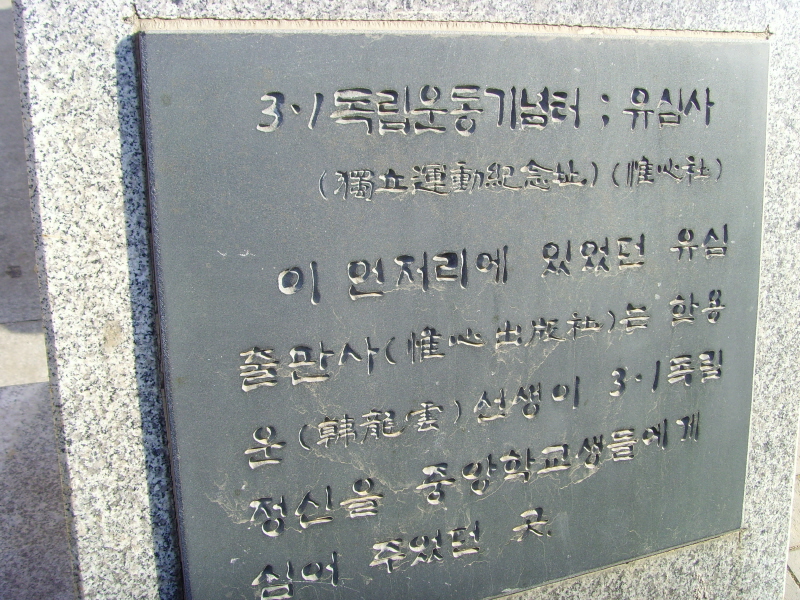 3·1독립운동기념터 ; 유심사
(獨立運動紀念址) (惟心社)
이 먼저리에 있었던 유심
출판사(惟心出版社)는 한용
운(韓龍雲)선생이 3·1독립
정신을 중앙학교생들에게
심어 주었던 곳.